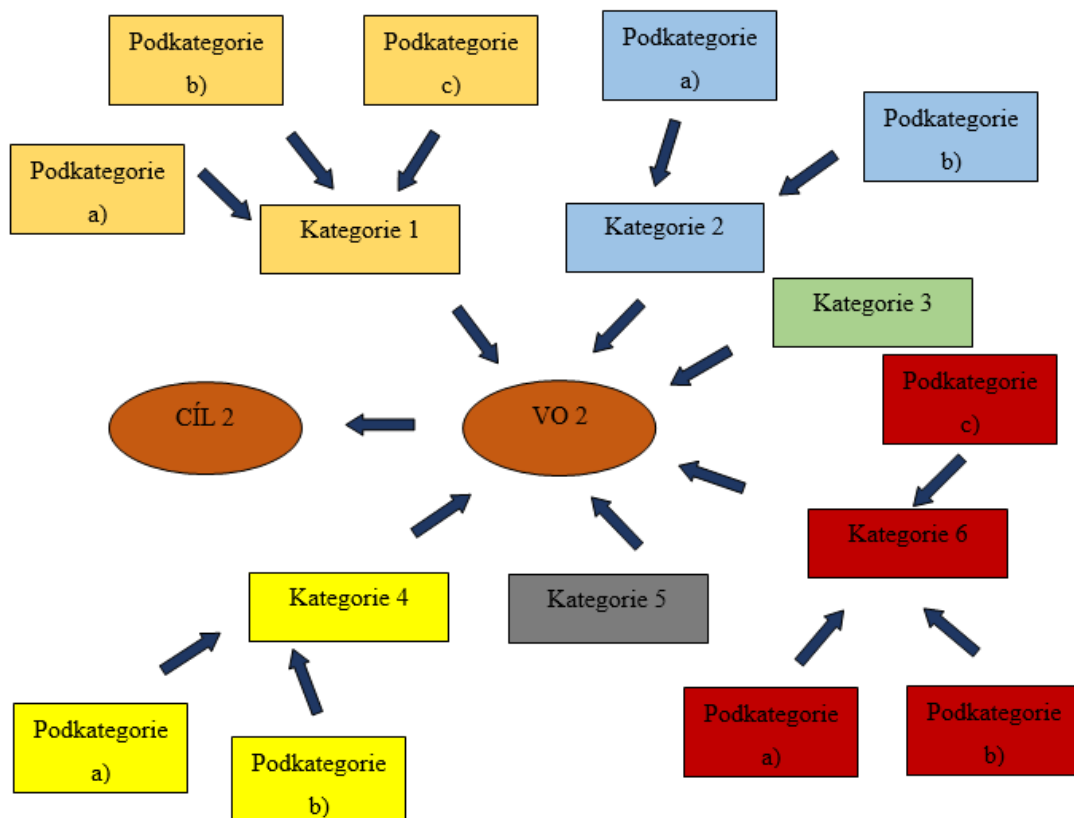 Podkategorie
b)
Podkategorie
c)
Podkategorie
a)
Podkategorie
b)
Podkategorie
a)
Kategorie 1
Kategorie 2
Kategorie 3
Podkategorie
c)
CÍL 2
VO 2
Kategorie 6
Kategorie 4
Kategorie 5
Podkategorie
a)
Podkategorie
b)
Podkategorie
a)
Podkategorie
b)